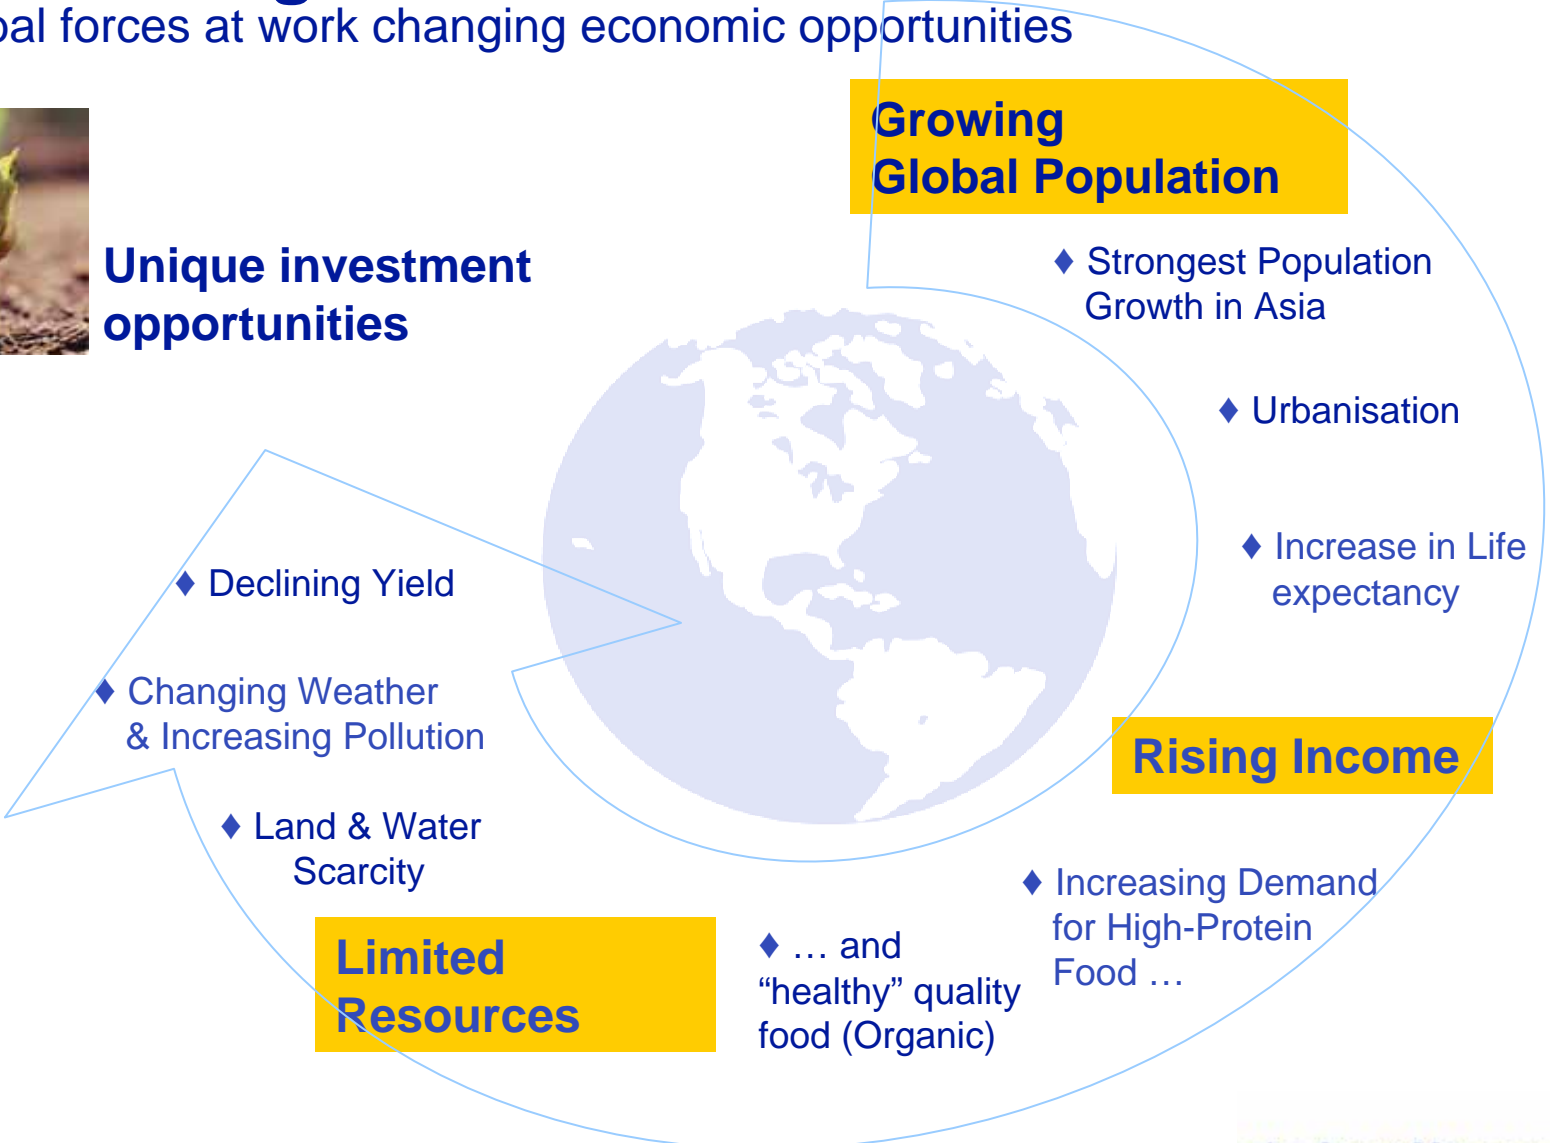 forces at work changing economic opportunities
Growing
Global Population
Unique investment
opportunities
♦ Strongest Population
Growth in Asia
♦ Urbanisation
♦ Increase in Life
expectancy
♦ Declining Yield
♦ Changing Weather
& Increasing Pollution
Rising Income
♦ Land & Water
Scarcity
♦ Increasing Demand
for High-Protein
Food …
Limited
Resources
♦ … and
“healthy” quality
food (Organic)